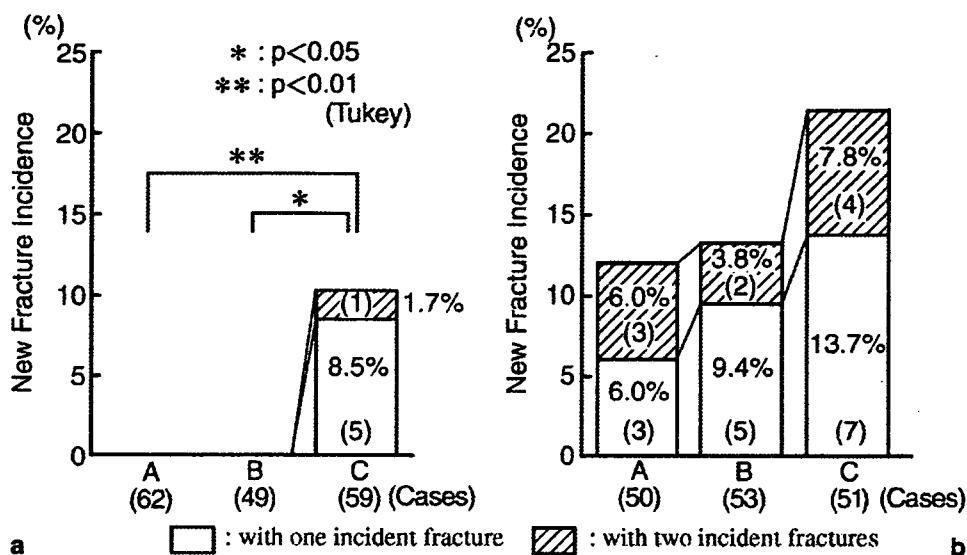 (%)
25
20
15
10
5
0
New Fracture Incidence
* : p<0.05
** : p<0.01
(Tukey)
**
*
(1) 1.7%
8.5%
(5)
A B C
(62) (49) (59) (Cases)
a
(%)
25
20
15
10
5
0
New Fracture Incidence
6.0%
(3)
6.0%
(3)
3.8%
(2)
9.4%
(5)
7.8%
(4)
13.7%
(7)
A B C
(50) (53) (51) (Cases)
b
: with one incident fracture : with two incident fractures